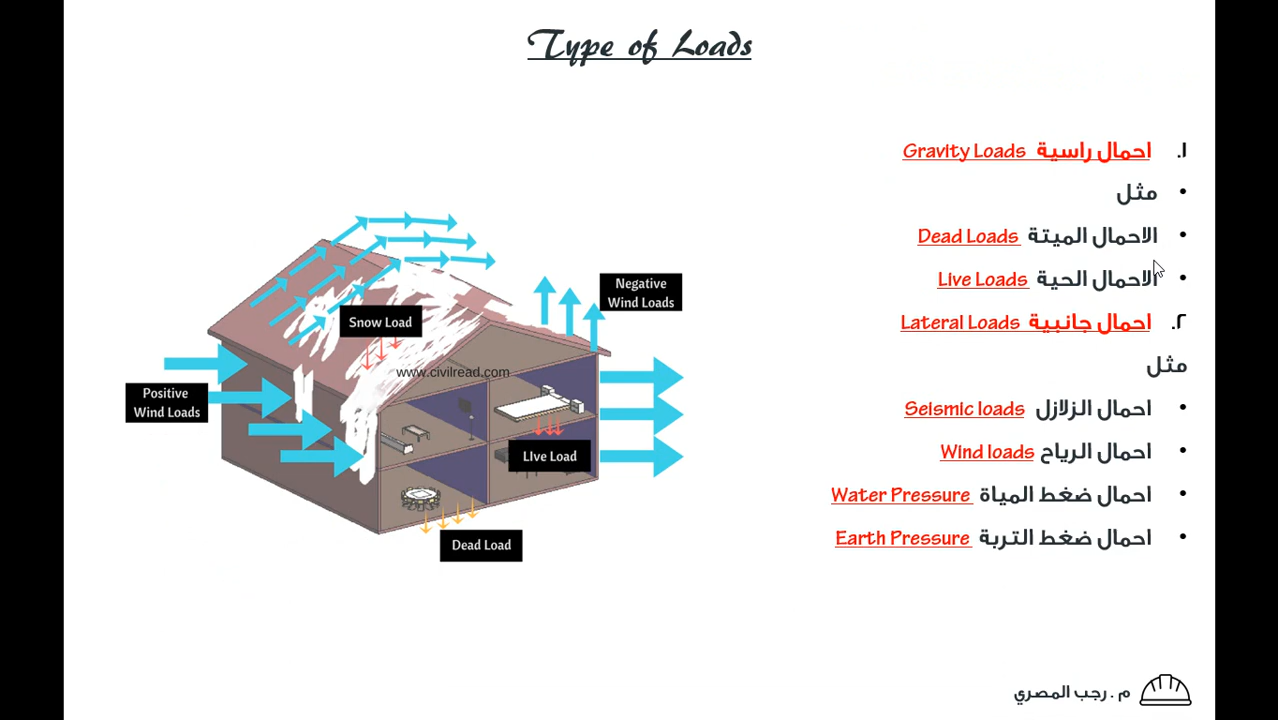 Type of Loads
١. احمال راسية Gravity Loads
• مثل
• الاحمال الميتة Dead Loads
• الاحمال الحية Live Loads
٢. احمال جانبية Lateral Loads
مثل
• احمال الزلازل Seismic loads
• احمال الرياح Wind loads
• احمال ضغط المياة Water Pressure
• احمال ضغط التربة Earth Pressure
Negative
Wind Loads
Snow Load
www.civilread.com
Positive
Wind Loads
LIve Load
Dead Load
م . رجب المصري